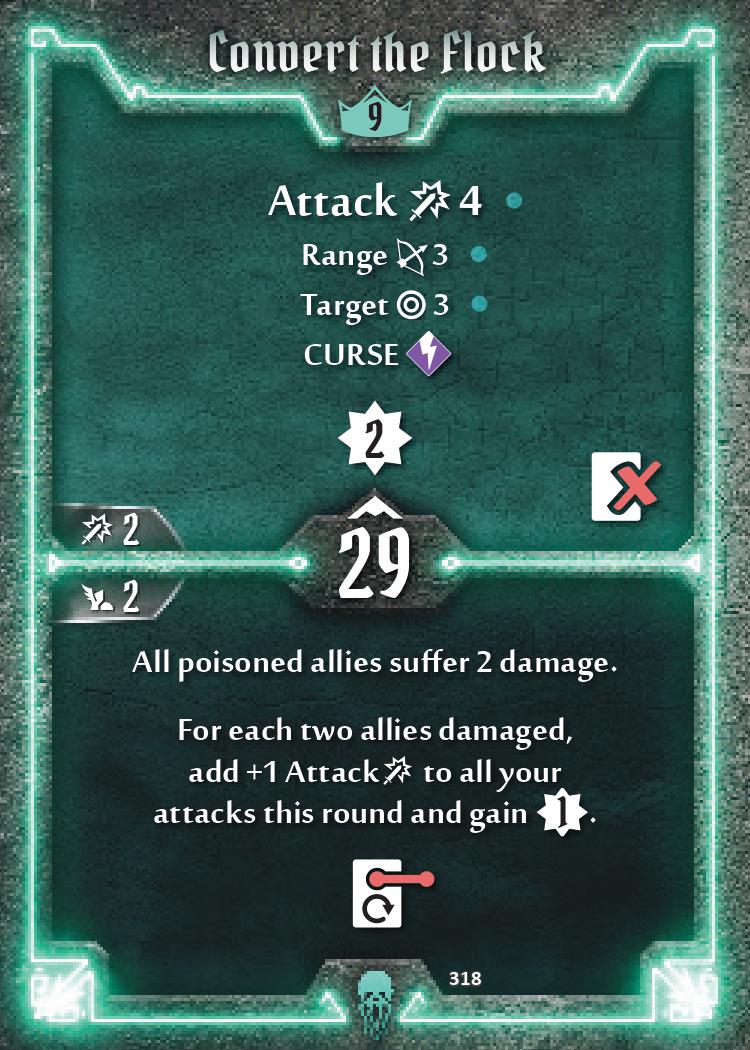 Convert the Flock
9
Attack 4
Range 3
Target 3
CURSE
2
2
29
2
All poisoned allies suffer 2 damage.
For each two allies damaged,
add +1 Attack to all your
attacks this round and gain 1.
318